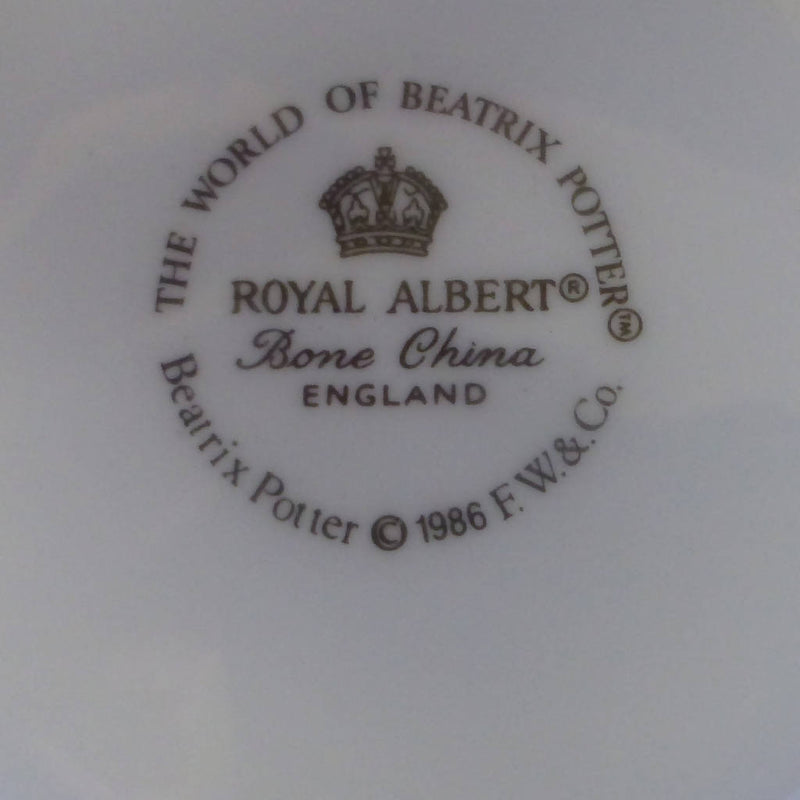 THE WORLD OF BEATRIX POTTER™
ROYAL ALBERT®
Bone China
ENGLAND
Beatrix Potter © 1986 F. W. & Co.